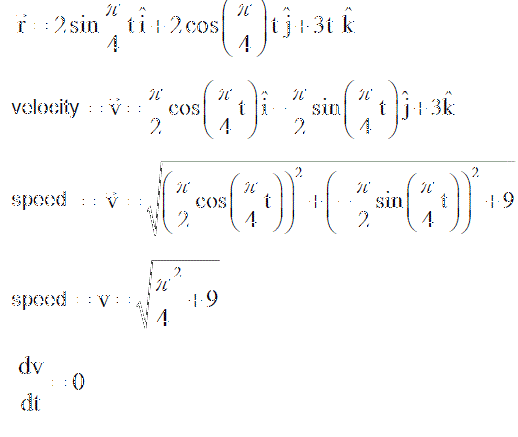 r⃗ = 2 sin π/4 t î + 2 cos(π/4) t ĵ + 3t k̂
velocity = v⃗ = π/2 cos(π/4 t) î - π/2 sin(π/4 t) ĵ + 3k̂
speed = v⃗ = √((π/2 cos(π/4 t))² + (-π/2 sin(π/4 t))² + 9)
speed = v = √(π²/4 + 9)
dv/dt = 0